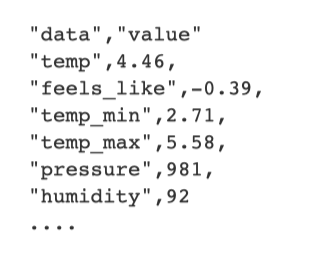 "data","value"
"temp",4.46,
"feels_like",-0.39,
"temp_min",2.71,
"temp_max",5.58,
"pressure",981,
"humidity",92
....